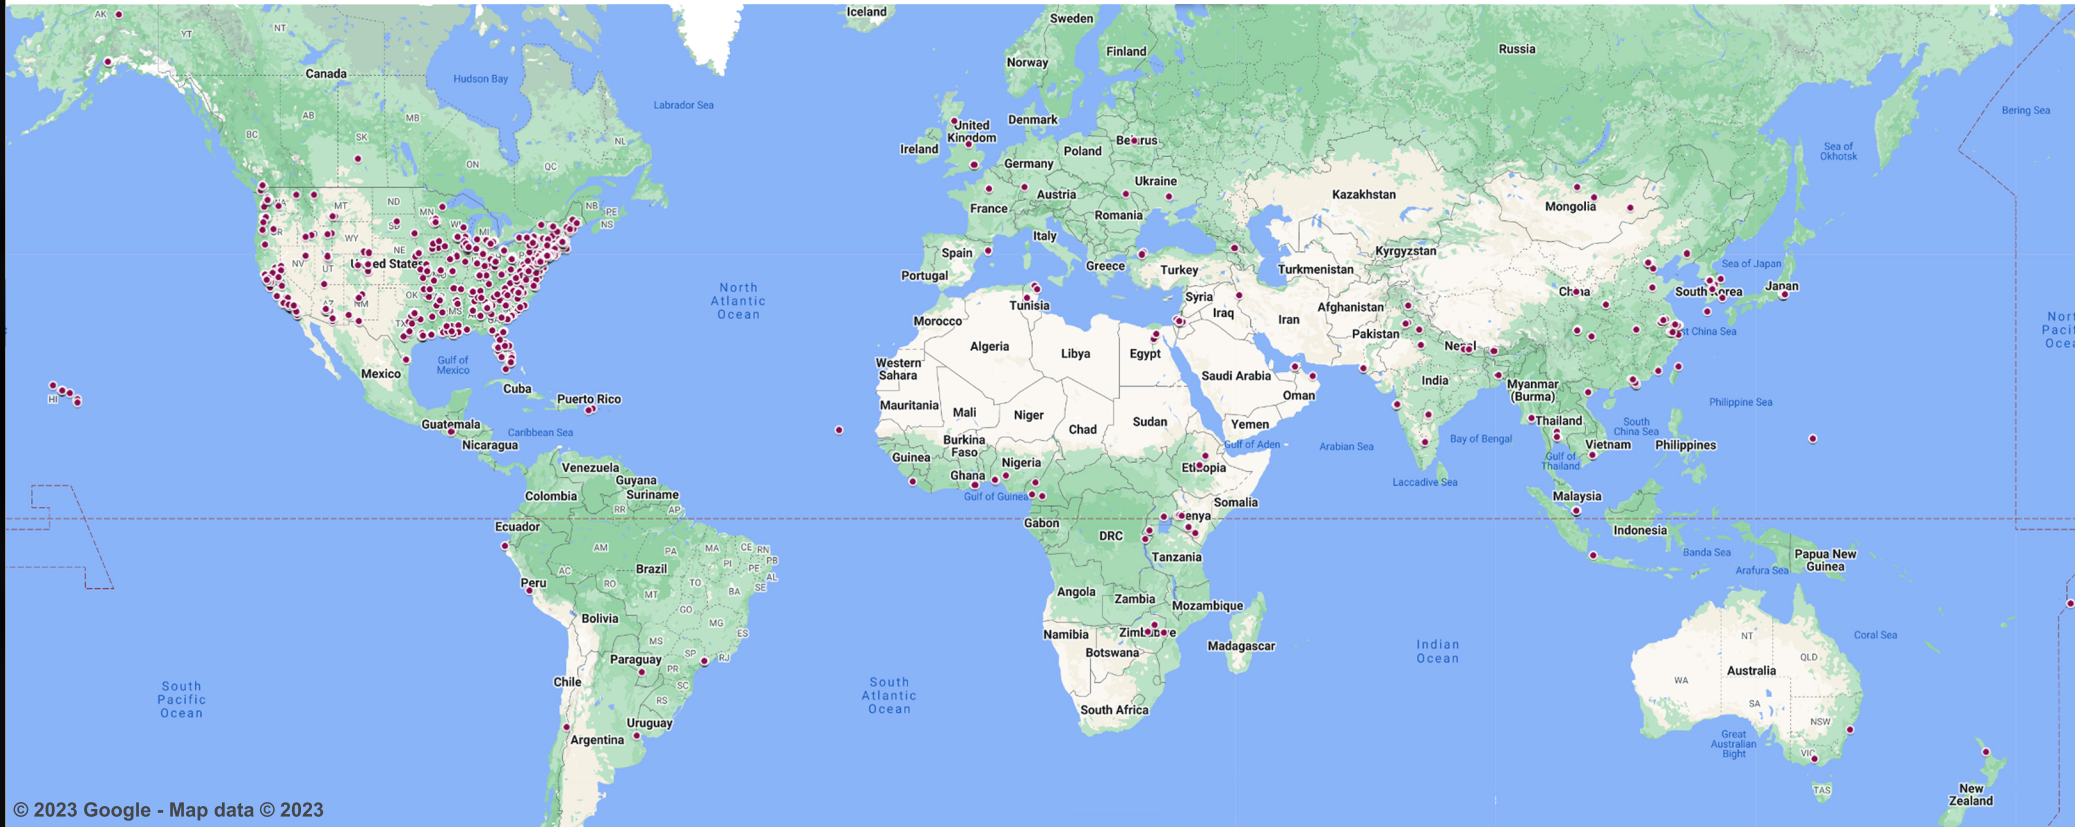 AK
YT
NT
Iceland
Sweden
Finland
Norway
Russia
Canada
Hudson Bay
Labrador Sea
Bering Sea
AB
MB
BC
SK
NL
ON
QC
United
Kingdom
Denmark
Ireland
Belarus
Poland
Germany
Sea of
Okhotsk
Ukraine
Austria
France
Romania
Kazakhstan
Mongolia
NB
PE
NS
MT
ND
MN
WI
MI
WY
NE
NV
UT
United States
Italy
Spain
Portugal
Greece
Turkey
Kyrgyzstan
Turkmenistan
Sea of Japan
Japan
China
South Korea
North
Atlantic
Ocean
OK
NM
MS
Tunisia
Syria
Iraq
Iran
Afghanistan
Pakistan
Morocco
Algeria
Libya
Egypt
Nepal
st China Sea
Gulf of
Mexico
Mexico
Cuba
Puerto Rico
HI
Western
Sahara
Saudi Arabia
Oman
India
Myanmar
(Burma)
Philippine Sea
Mauritania
Mali
Niger
Chad
Sudan
Yemen
Guatemala
Caribbean Sea
Nicaragua
Burkina
Faso
Gulf of Aden
Arabian Sea
Bay of Bengal
Thailand
South
China Sea
Vietnam
Philippines
Gulf of
Thailand
Venezuela
Guyana
Suriname
Colombia
Guinea
Ghana
Nigeria
Gulf of Guinea
Ethiopia
Somalia
Laccadive Sea
Malaysia
Ecuador
RR
AP
Gabon
DRC
Kenya
Tanzania
Indonesia
Banda Sea
Arafura Sea
Papua New
Guinea
AM
PA
MA
CE
RN
PB
PE
AL
SE
PI
TO
BA
AC
RO
MT
GO
MG
ES
MS
SP
RJ
PR
SC
RS
Peru
Brazil
Bolivia
Paraguay
Chile
Uruguay
Argentina
Angola
Zambia
Mozambique
Namibia
Zimbabwe
Botswana
Madagascar
South Africa
Indian
Ocean
Coral Sea
NT
QLD
Australia
WA
SA
NSW
VIC
TAS
Great
Australian
Bight
New
Zealand
South
Pacific
Ocean
South
Atlantic
Ocean
© 2023 Google - Map data © 2023